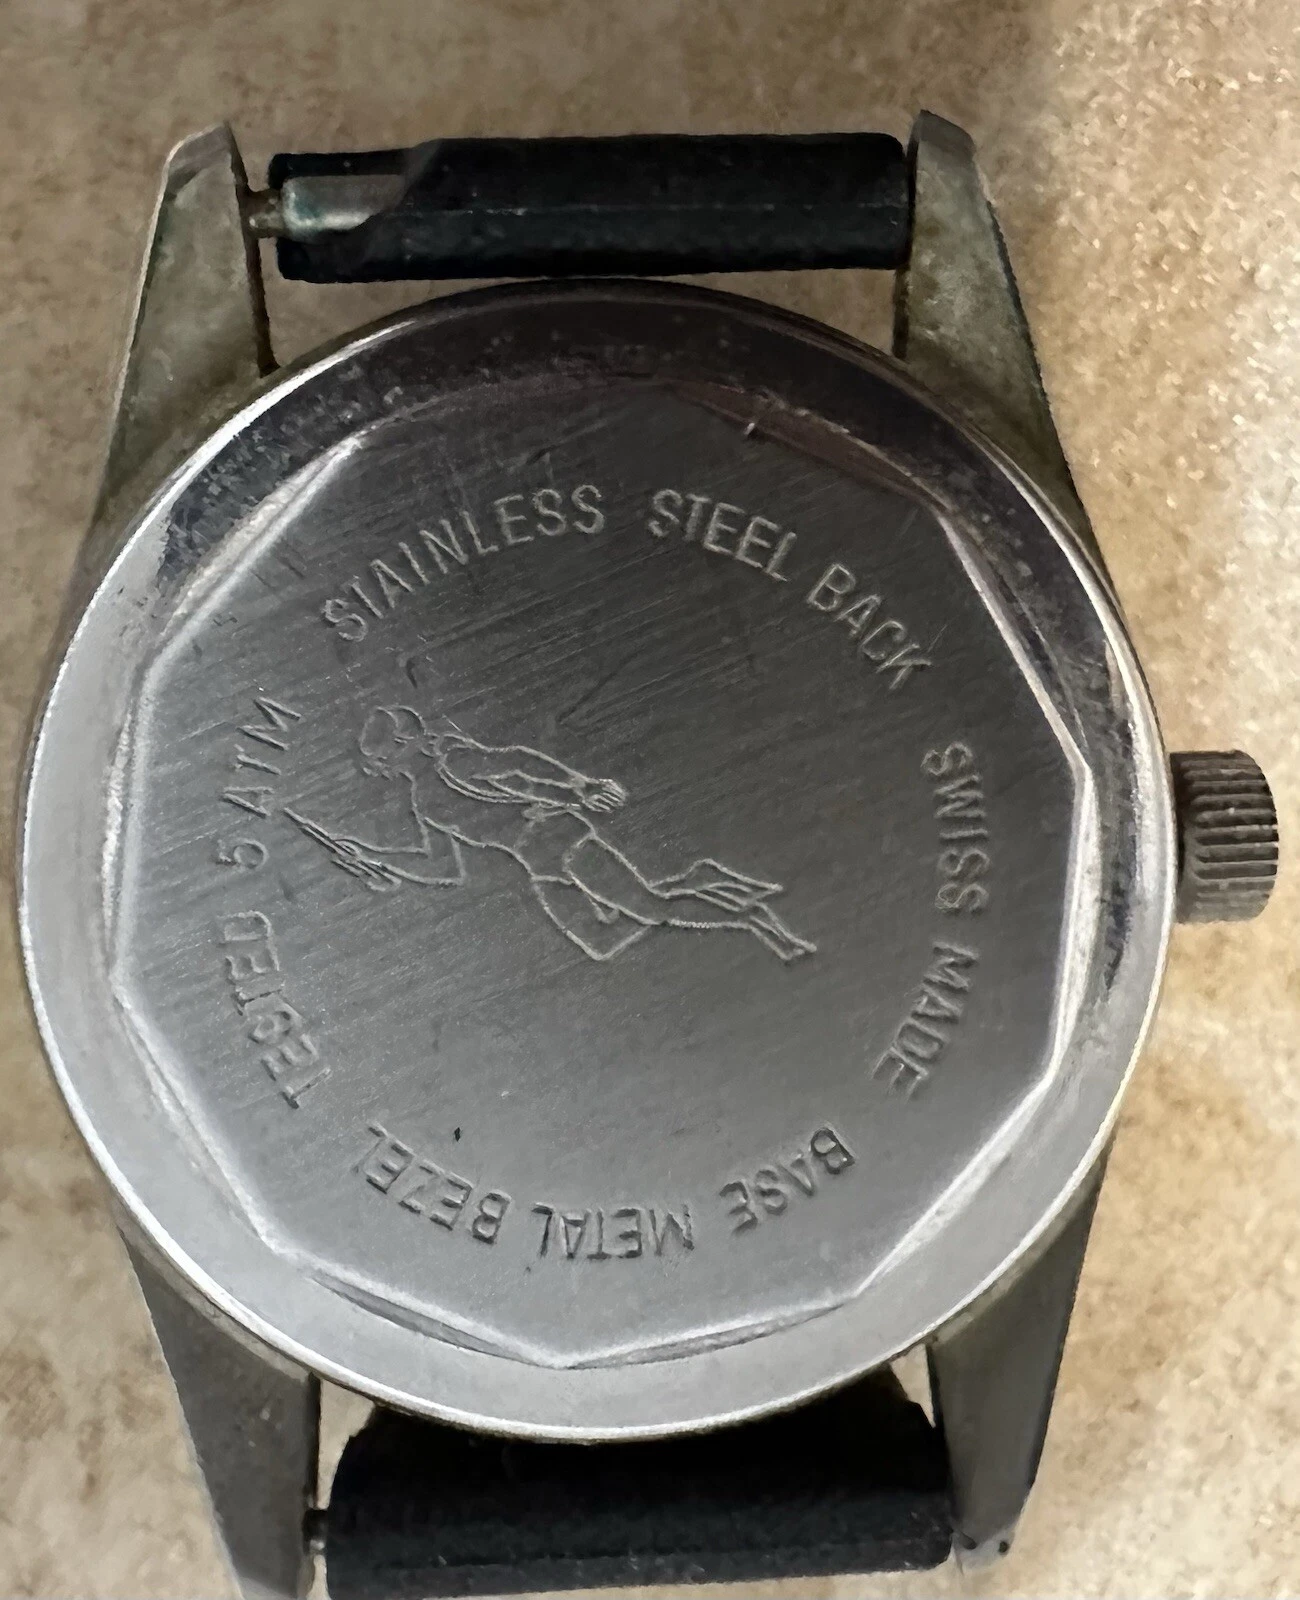 STAINLESS STEEL BACK
SWISS MADE
BASE METAL BEZEL
TESTED 5 ATM